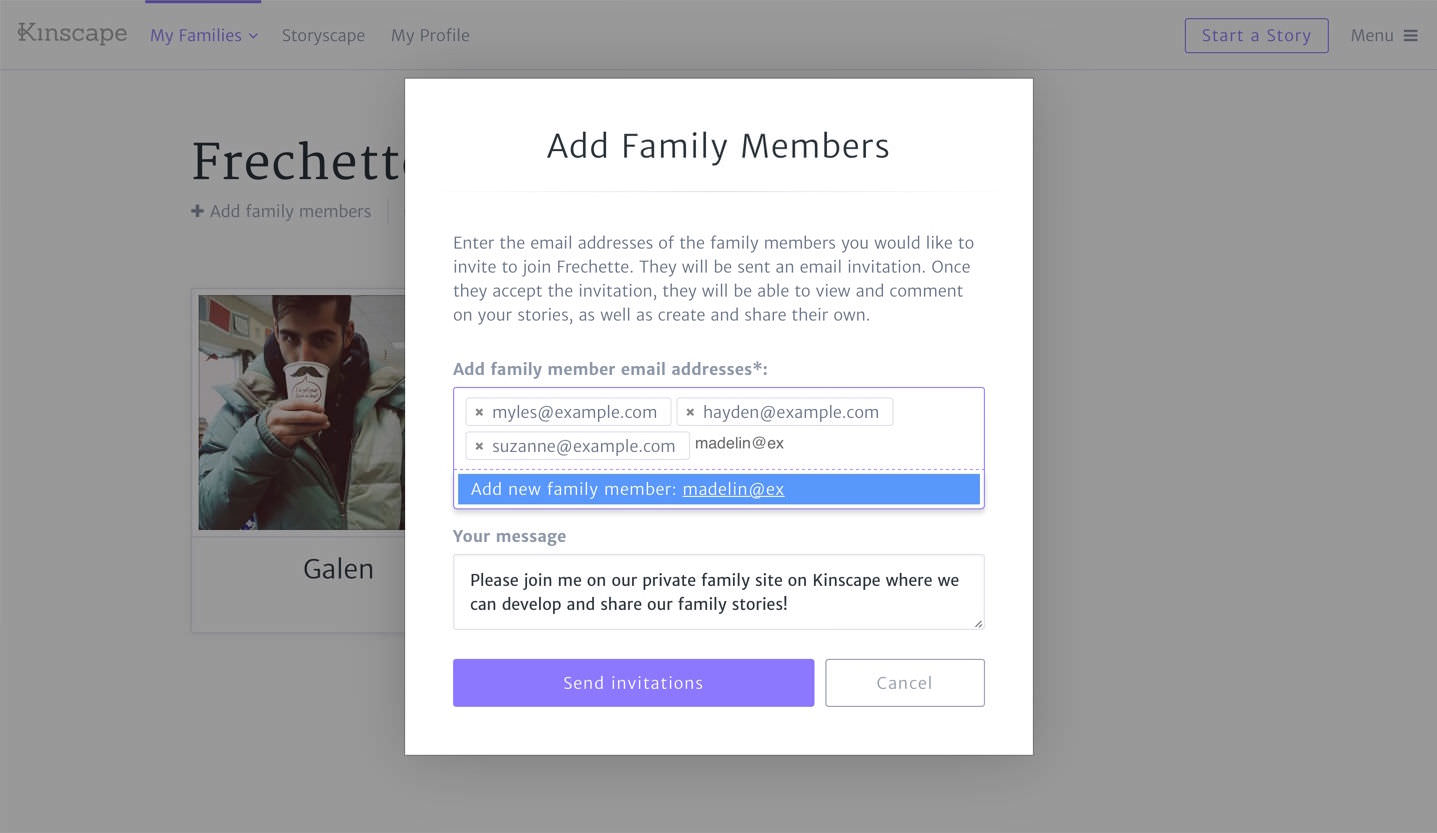 Kinscape
My Families
Storyscape
My Profile
Start a Story
Menu
Add Family Members
Frechette
Add family members
Enter the email addresses of the family members you would like to
invite to join Frechette. They will be sent an email invitation. Once
they accept the invitation, they will be able to view and comment
on your stories, as well as create and share their own.
Add family member email addresses*:
× myles@example.com × hayden@example.com
× suzanne@example.com madelin@ex
Add new family member: madelin@ex
Your message
Please join me on our private family site on Kinscape where we
can develop and share our family stories!
Send invitations
Cancel
Galen